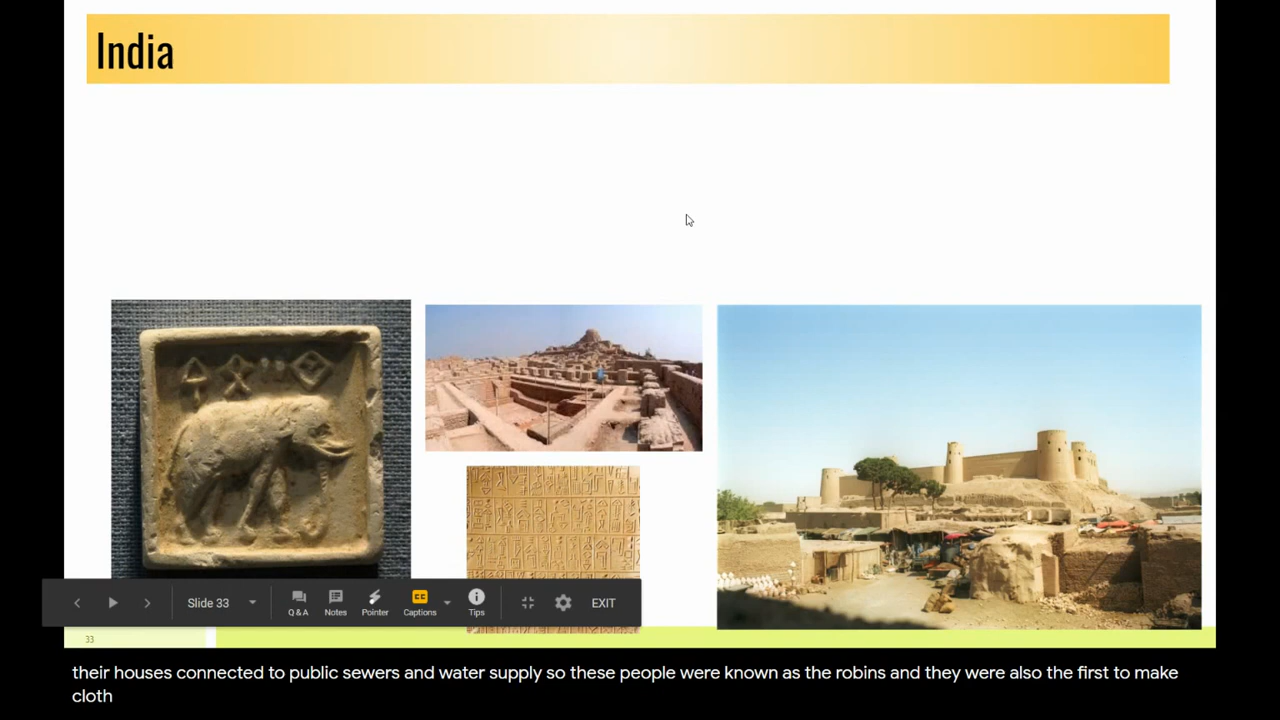 India
Slide 33
Q & A
Notes
Pointer
Captions
Tips
EXIT
33
their houses connected to public sewers and water supply so these people were known as the robins and they were also the first to make
cloth